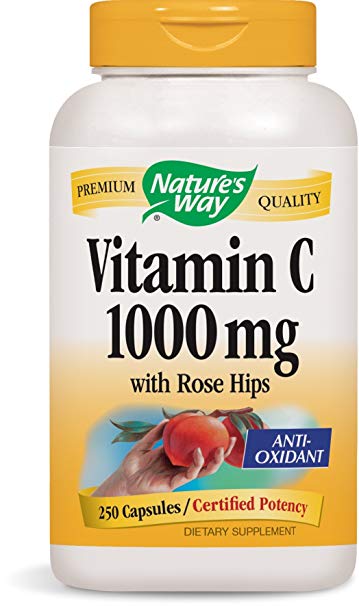 PREMIUM Nature's Way® QUALITY
Vitamin C
1000 mg
with Rose Hips
ANTI-
OXIDANT
250 Capsules/Certified Potency
DIETARY SUPPLEMENT